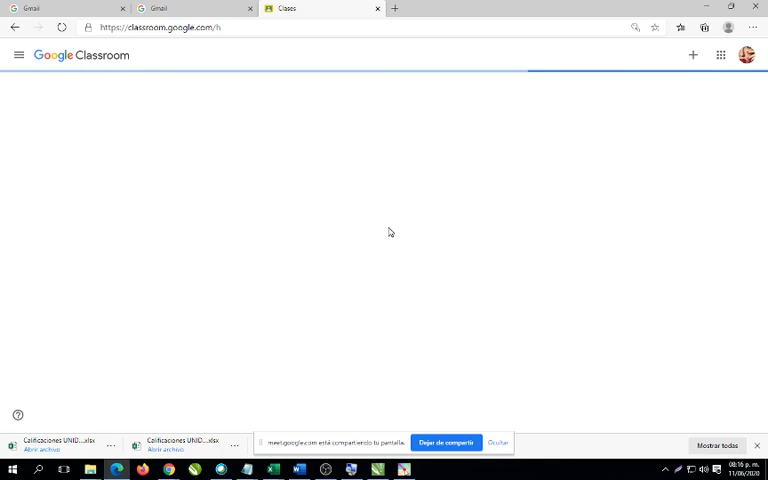 Gmail
Gmail
Clases
https://classroom.google.com/h
Google Classroom
Calificaciones UNID....xlsx
Abrir archivo
Calificaciones UNID....xlsx
Abrir archivo
meet.google.com está compartiendo tu pantalla.
Dejar de compartir
Ocultar
Mostrar todas
08:16 p. m.
11/06/2020